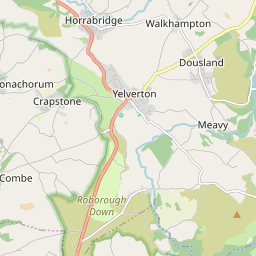 Horrabridge
Walkhampton
Dousland
onachorum
Yelverton
Crapstone
Meavy
Combe
Roborough
Down